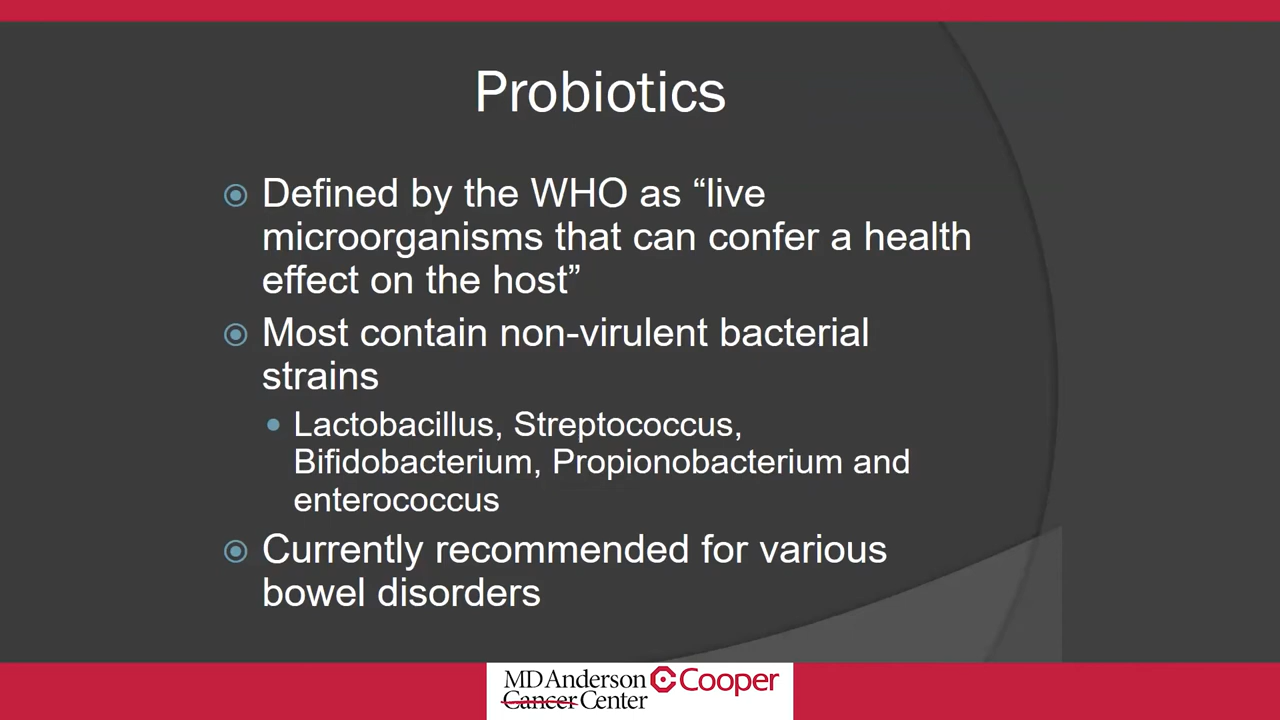 Probiotics
Defined by the WHO as “live
microorganisms that can confer a health
effect on the host”
Most contain non-virulent bacterial
strains
Lactobacillus, Streptococcus,
Bifidobacterium, Propionobacterium and
enterococcus
Currently recommended for various
bowel disorders
MD Anderson Cooper
Cancer Center